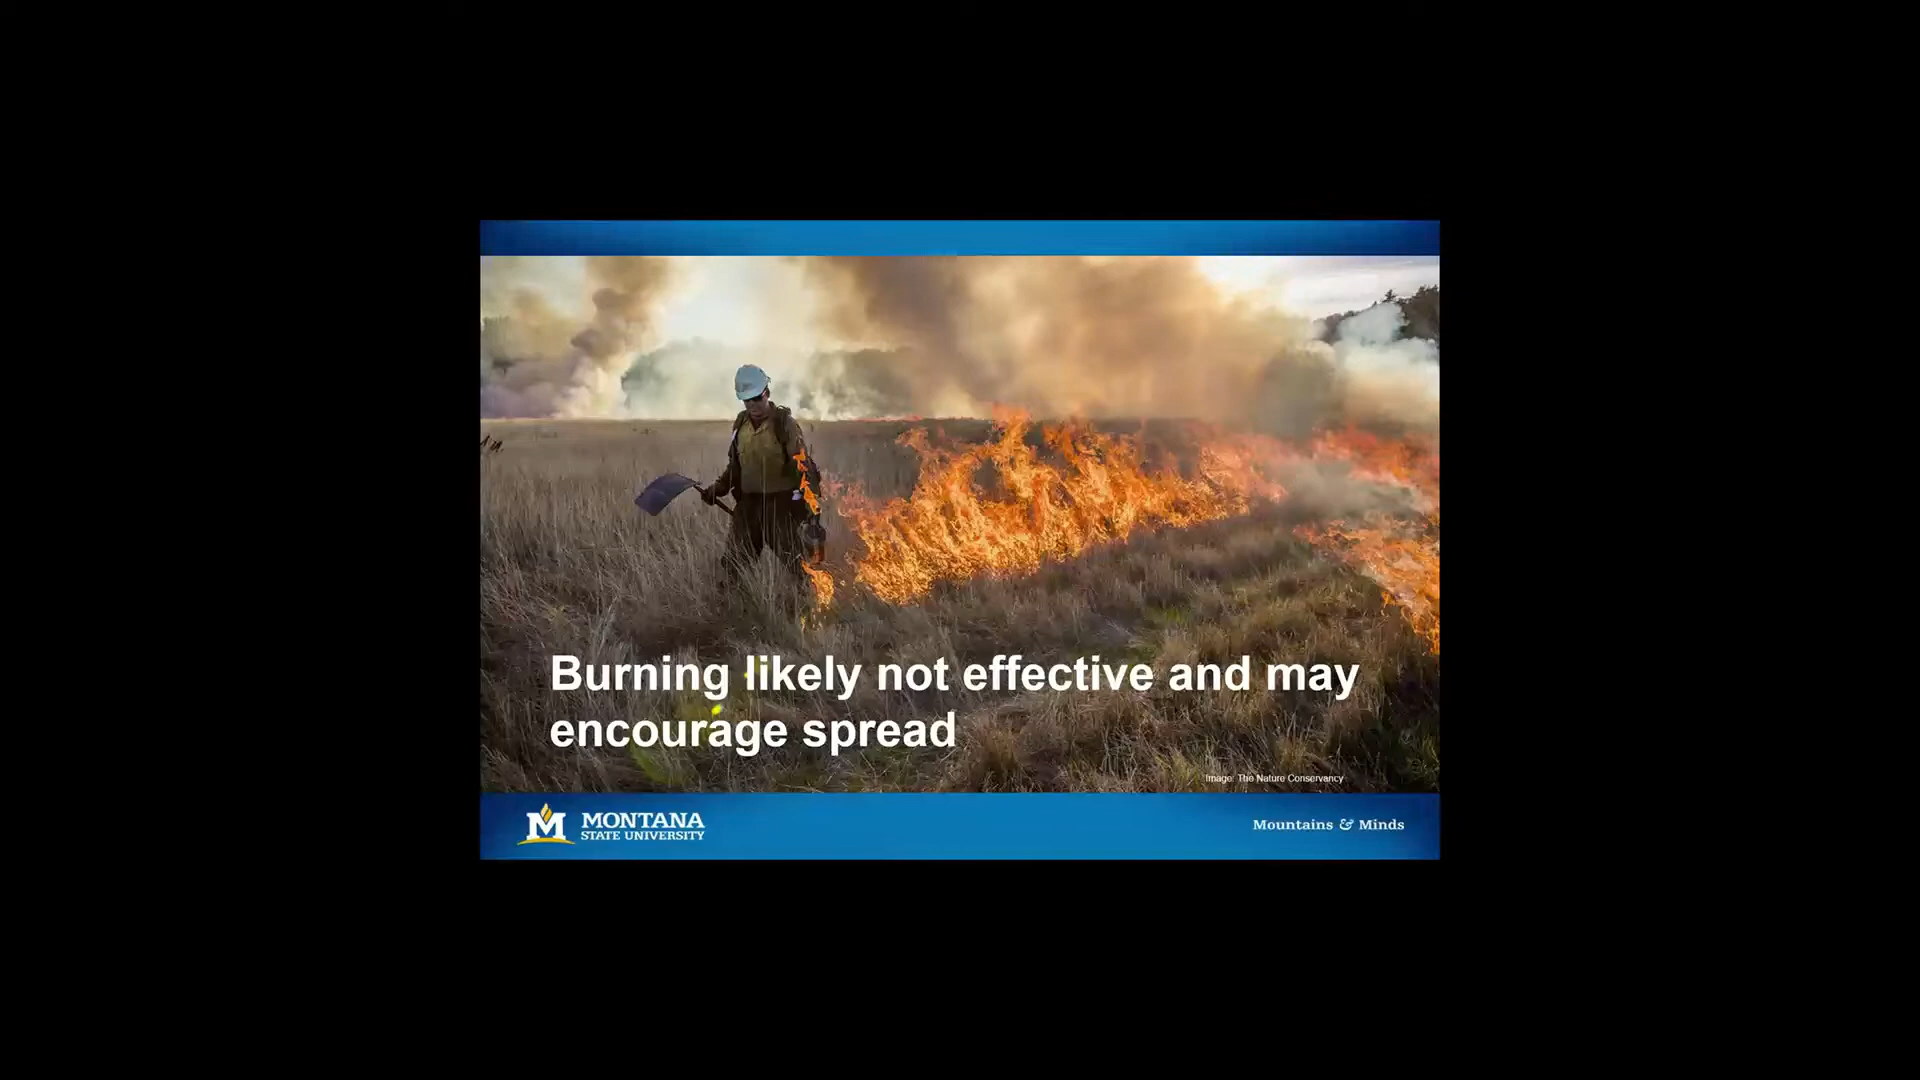 Burning likely not effective and may
encourage spread
Image: The Nature Conservancy
M MONTANA
STATE UNIVERSITY
Mountains & Minds